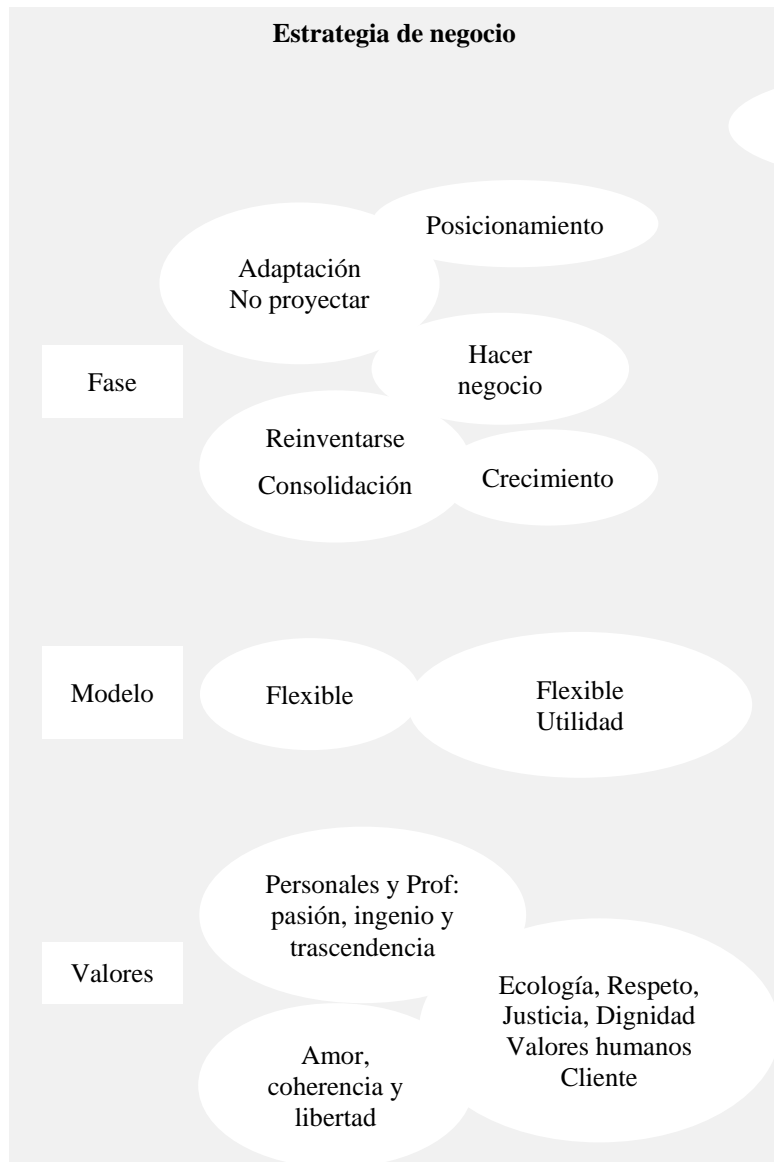 Estrategia de negocio
Posicionamiento
Adaptación
No proyectar
Hacer
negocio
Fase
Reinventarse
Consolidación
Crecimiento
Modelo
Flexible
Flexible
Utilidad
Personales y Prof:
pasión, ingenio y
trascendencia
Valores
Ecología, Respeto,
Justicia, Dignidad
Valores humanos
Cliente
Amor,
coherencia y
libertad